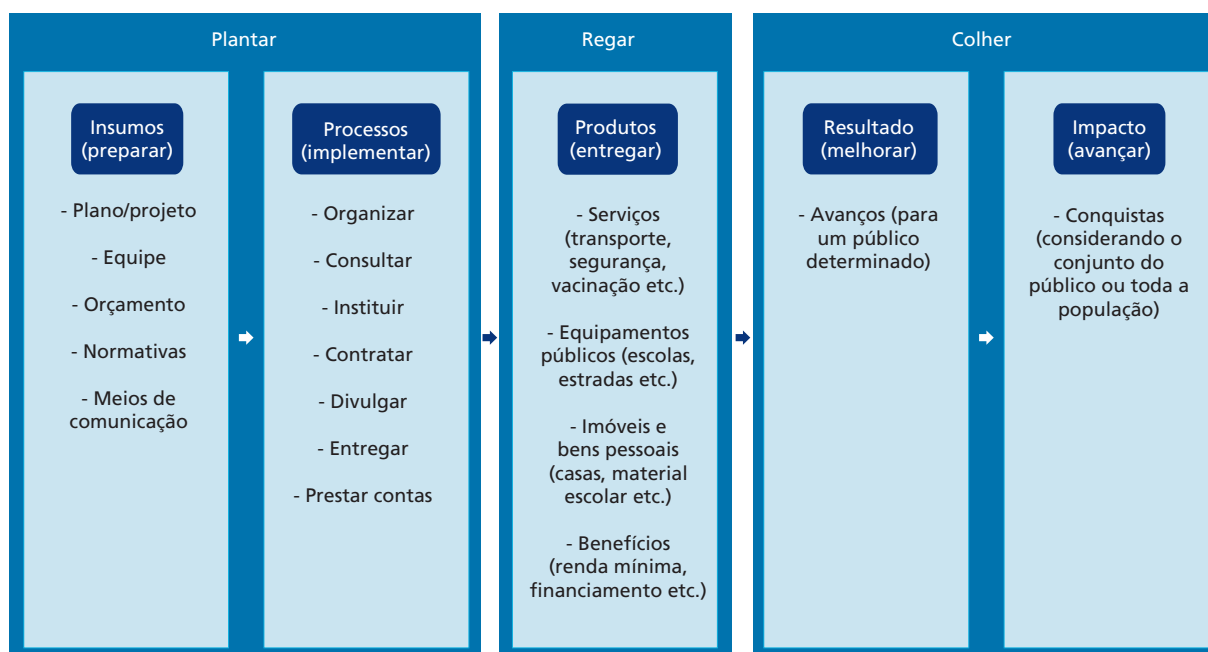 Plantar
Insumos
(preparar)
- Plano/projeto
- Equipe
- Orçamento
- Normativas
- Meios de
comunicação
Processos
(implementar)
- Organizar
- Consultar
- Instituir
- Contratar
- Divulgar
- Entregar
- Prestar contas
Regar
Produtos
(entregar)
- Serviços
(transporte,
segurança,
vacinação etc.)
- Equipamentos
públicos (escolas,
estradas etc.)
- Imóveis e
bens pessoais
(casas, material
escolar etc.)
- Benefícios
(renda mínima,
financiamento etc.)
Colher
Resultado
(melhorar)
- Avanços (para
um público
determinado)
Impacto
(avançar)
- Conquistas
(considerando o
conjunto do
público ou toda a
população)